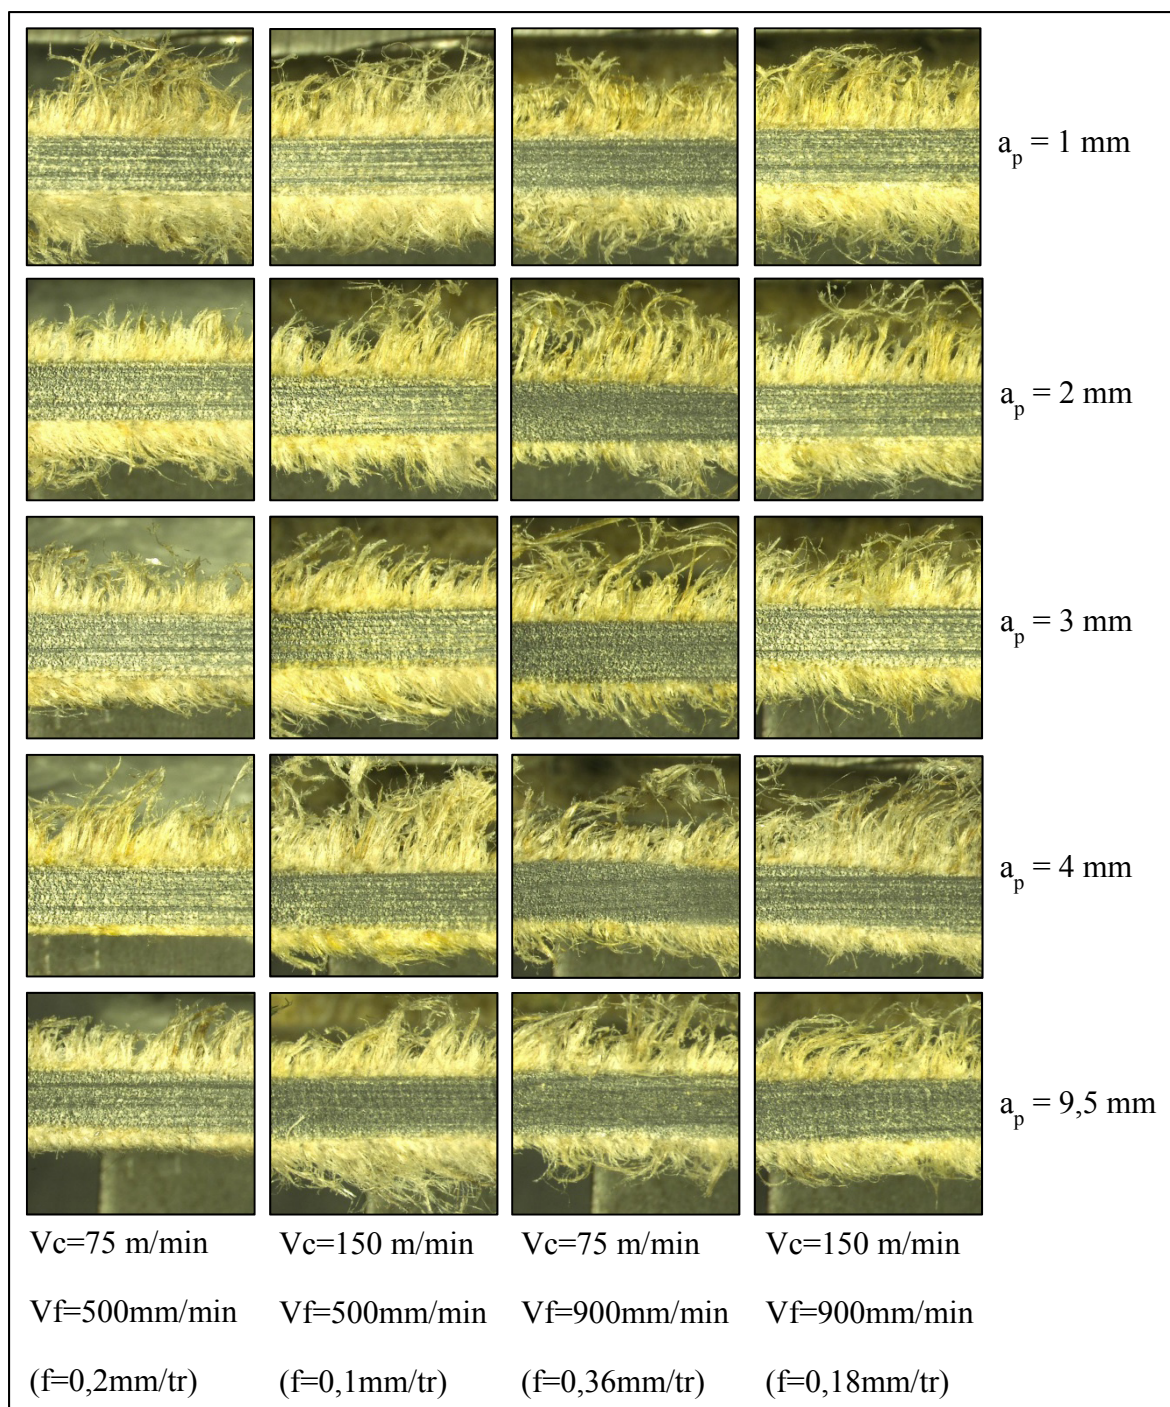 a_p = 1 mm
a_p = 2 mm
a_p = 3 mm
a_p = 4 mm
a_p = 9,5 mm
Vc=75 m/min Vc=150 m/min Vc=75 m/min Vc=150 m/min
Vf=500mm/min Vf=500mm/min Vf=900mm/min Vf=900mm/min
(f=0,2mm/tr) (f=0,1mm/tr) (f=0,36mm/tr) (f=0,18mm/tr)